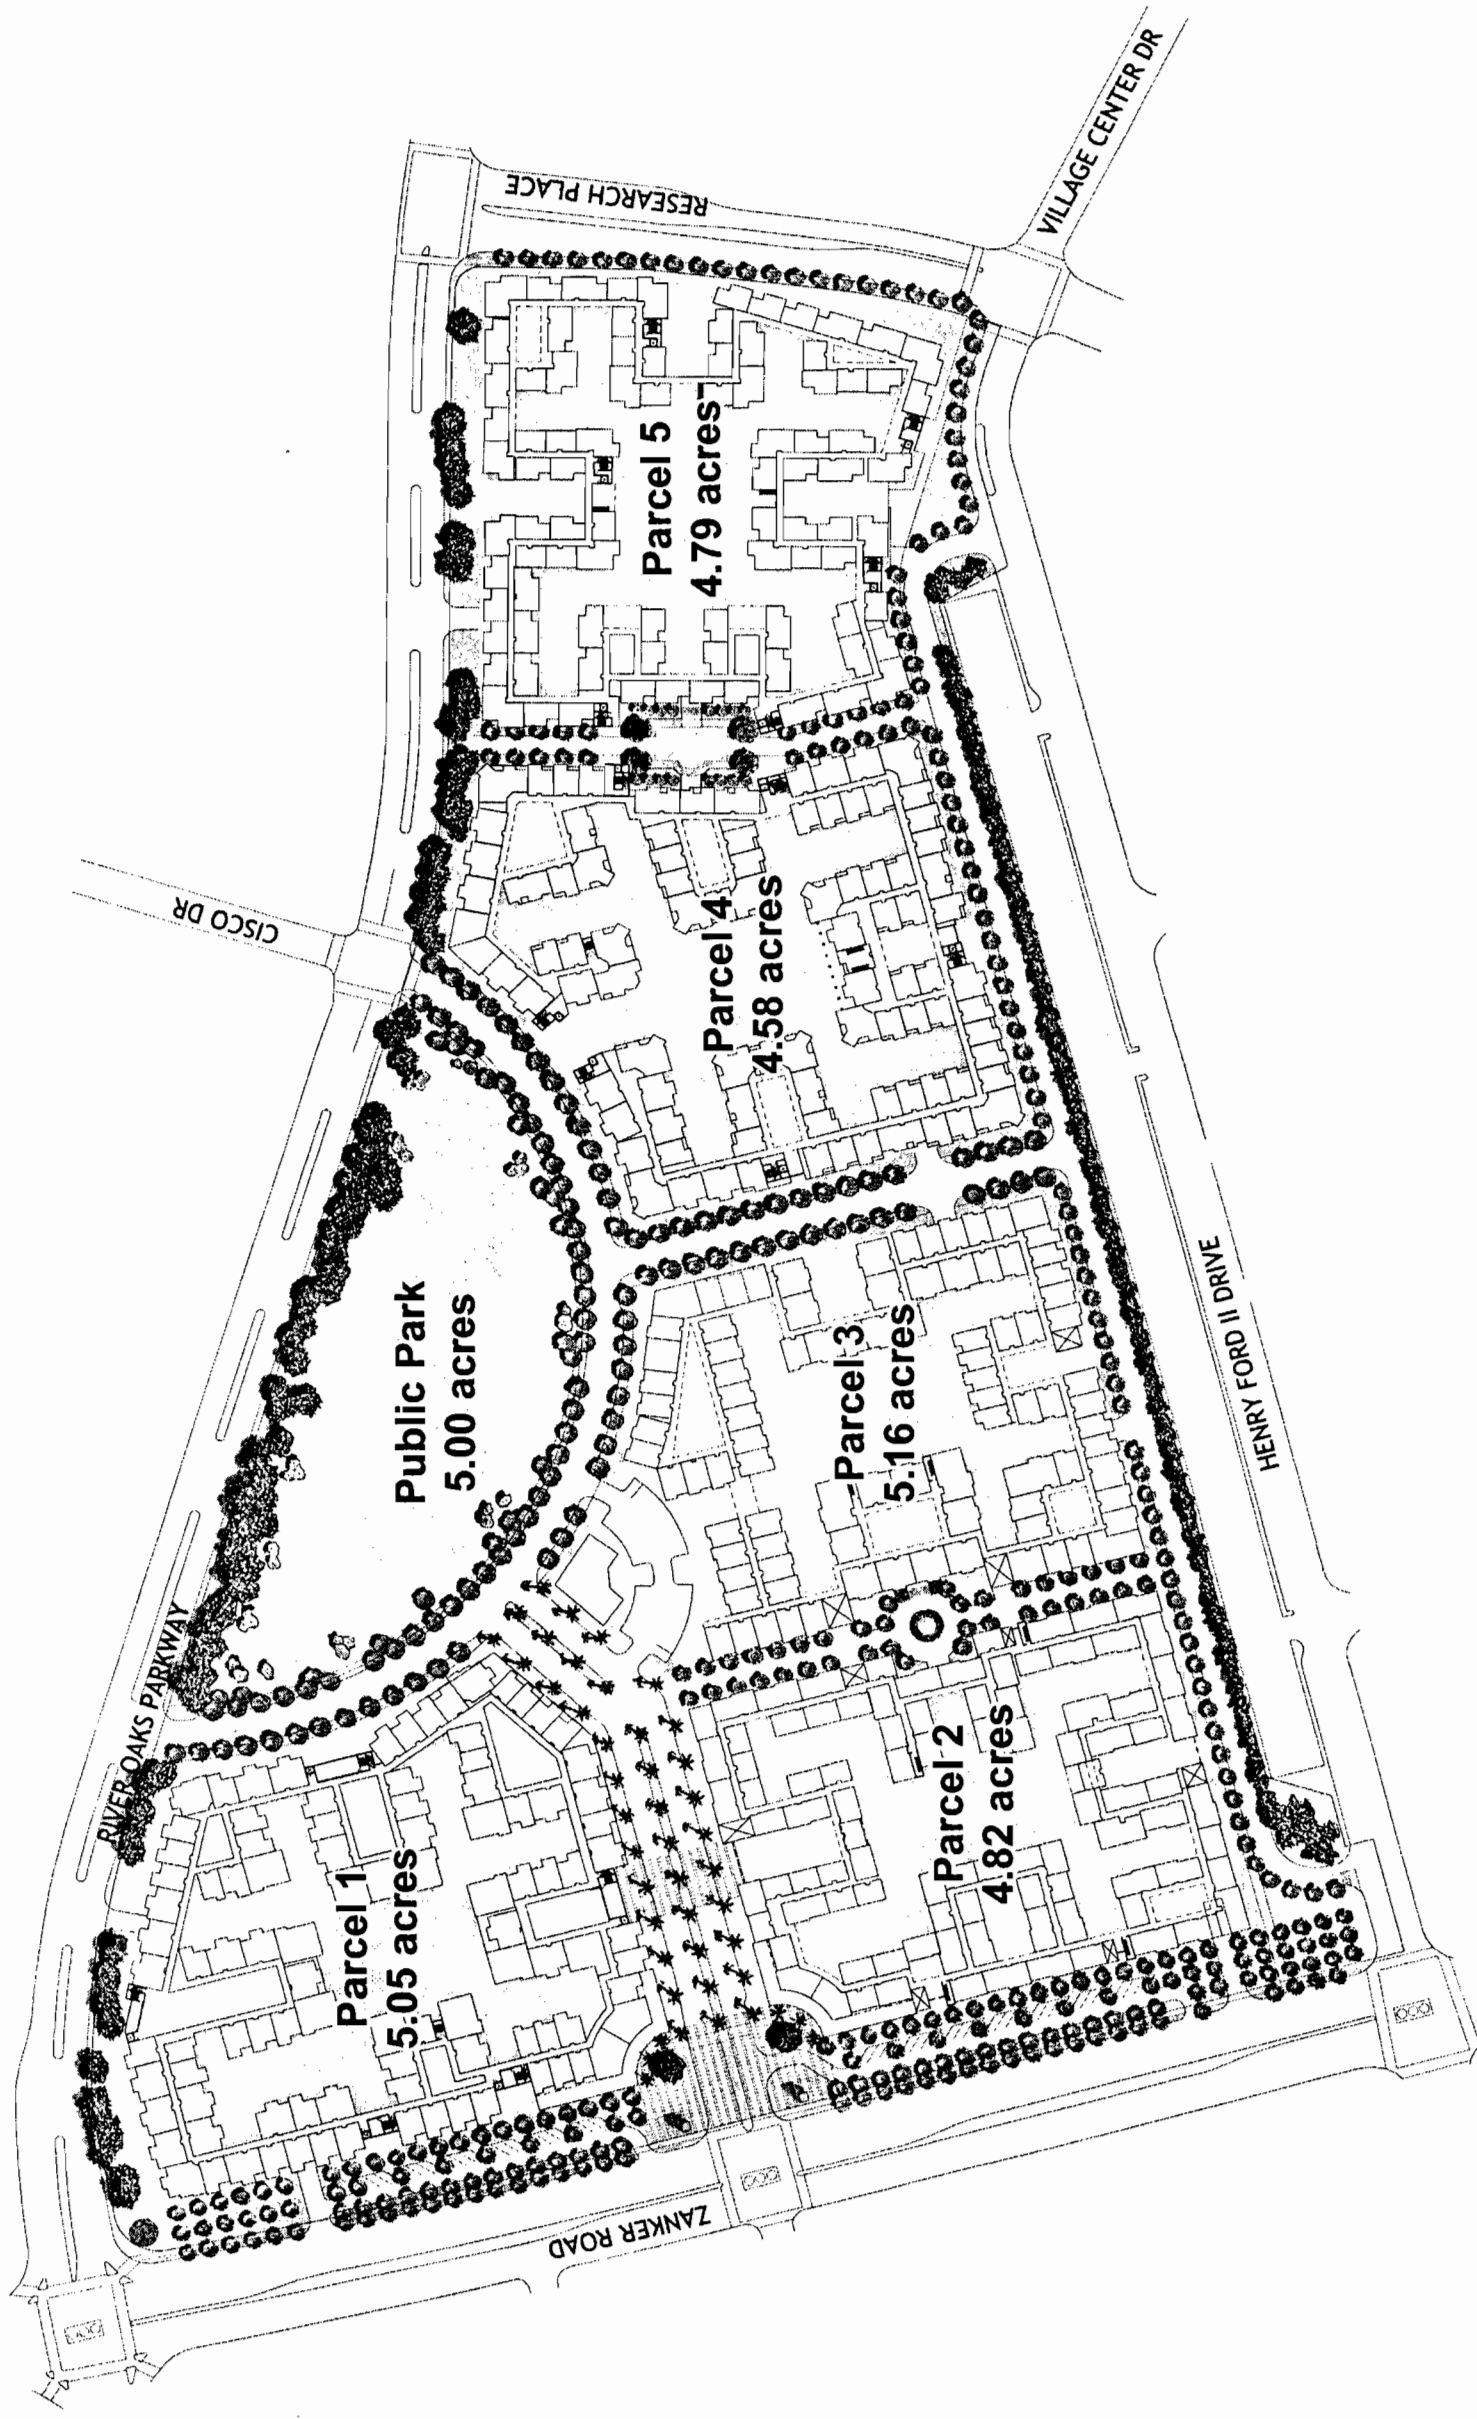 RESEARCH PLACE
VILLAGE CENTER DR
Parcel 5
4.79 acres
CISCO DR
Parcel 4
4.58 acres
Public Park
5.00 acres
Parcel 3
5.16 acres
HENRY FORD II DRIVE
RIVER OAKS PARKWAY
Parcel 1
5.05 acres
Parcel 2
4.82 acres
ZANKER ROAD